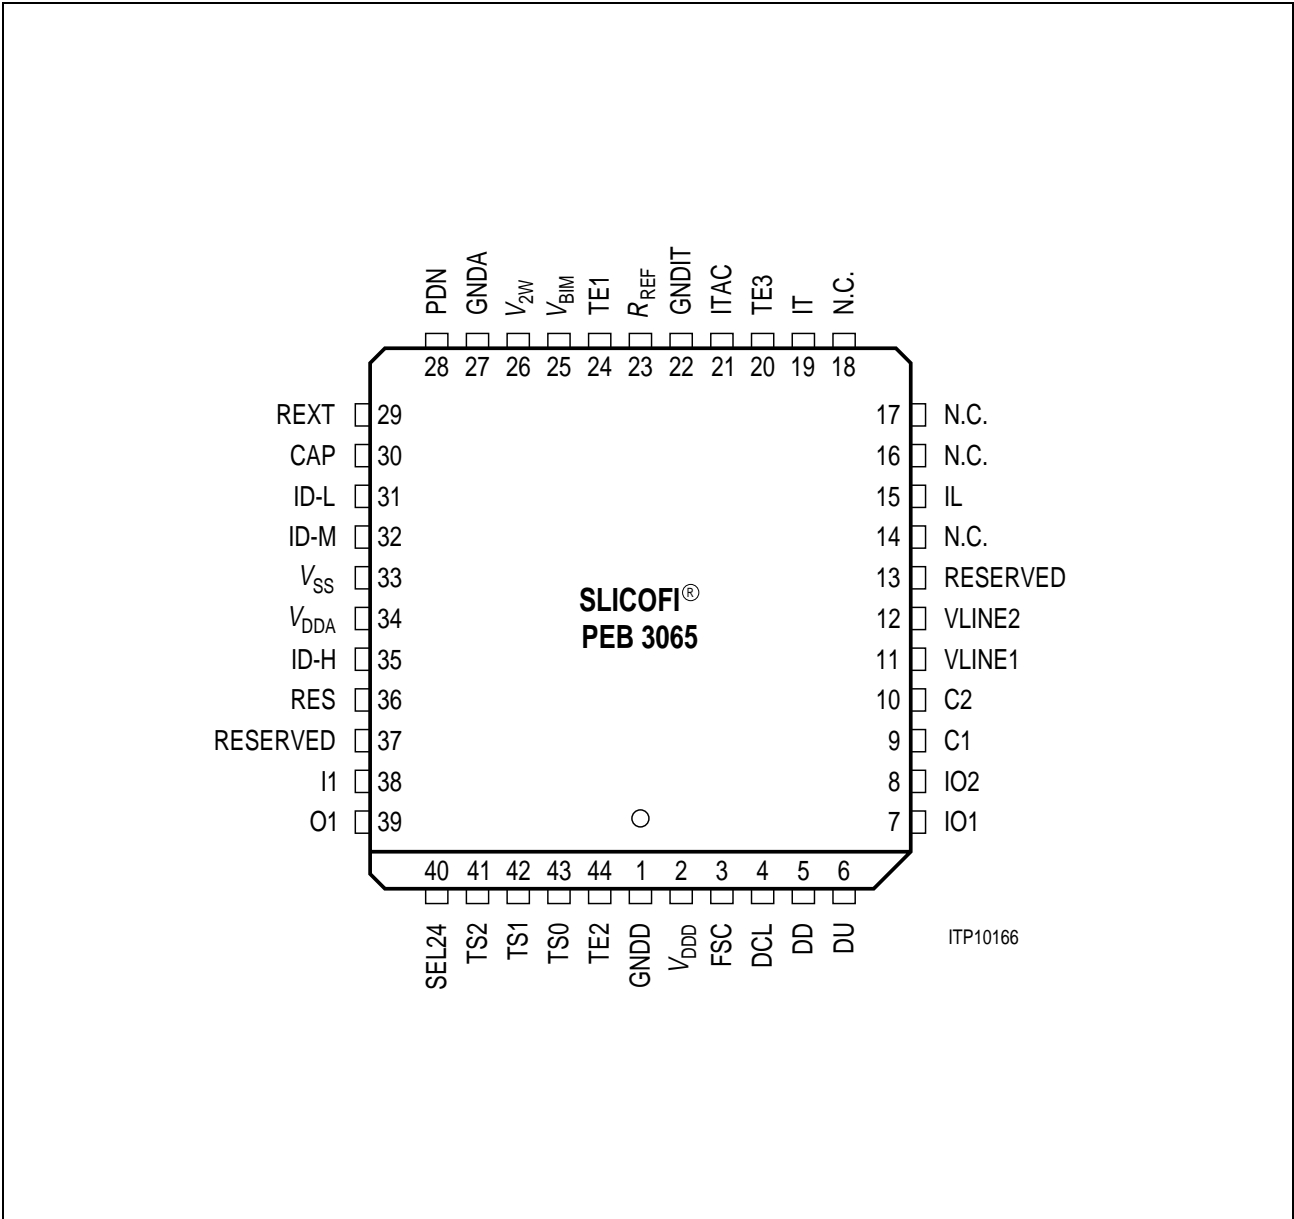 PDN GNDA V2W VBIM TE1 RREF GNDIT ITAC TE3 IT N.C.
28 27 26 25 24 23 22 21 20 19 18
REXT 29 17 N.C.
CAP 30 16 N.C.
ID-L 31 15 IL
ID-M 32 14 N.C.
VSS 33 13 RESERVED
SLICOFI®
VDDA 34 12 VLINE2
PEB 3065
ID-H 35 11 VLINE1
RES 36 10 C2
RESERVED 37 9 C1
I1 38 8 IO2
O1 39 7 IO1
40 41 42 43 44 1 2 3 4 5 6
SEL24 TS2 TS1 TS0 TE2 GNDD VDDD FSC DCL DD DU
ITP10166